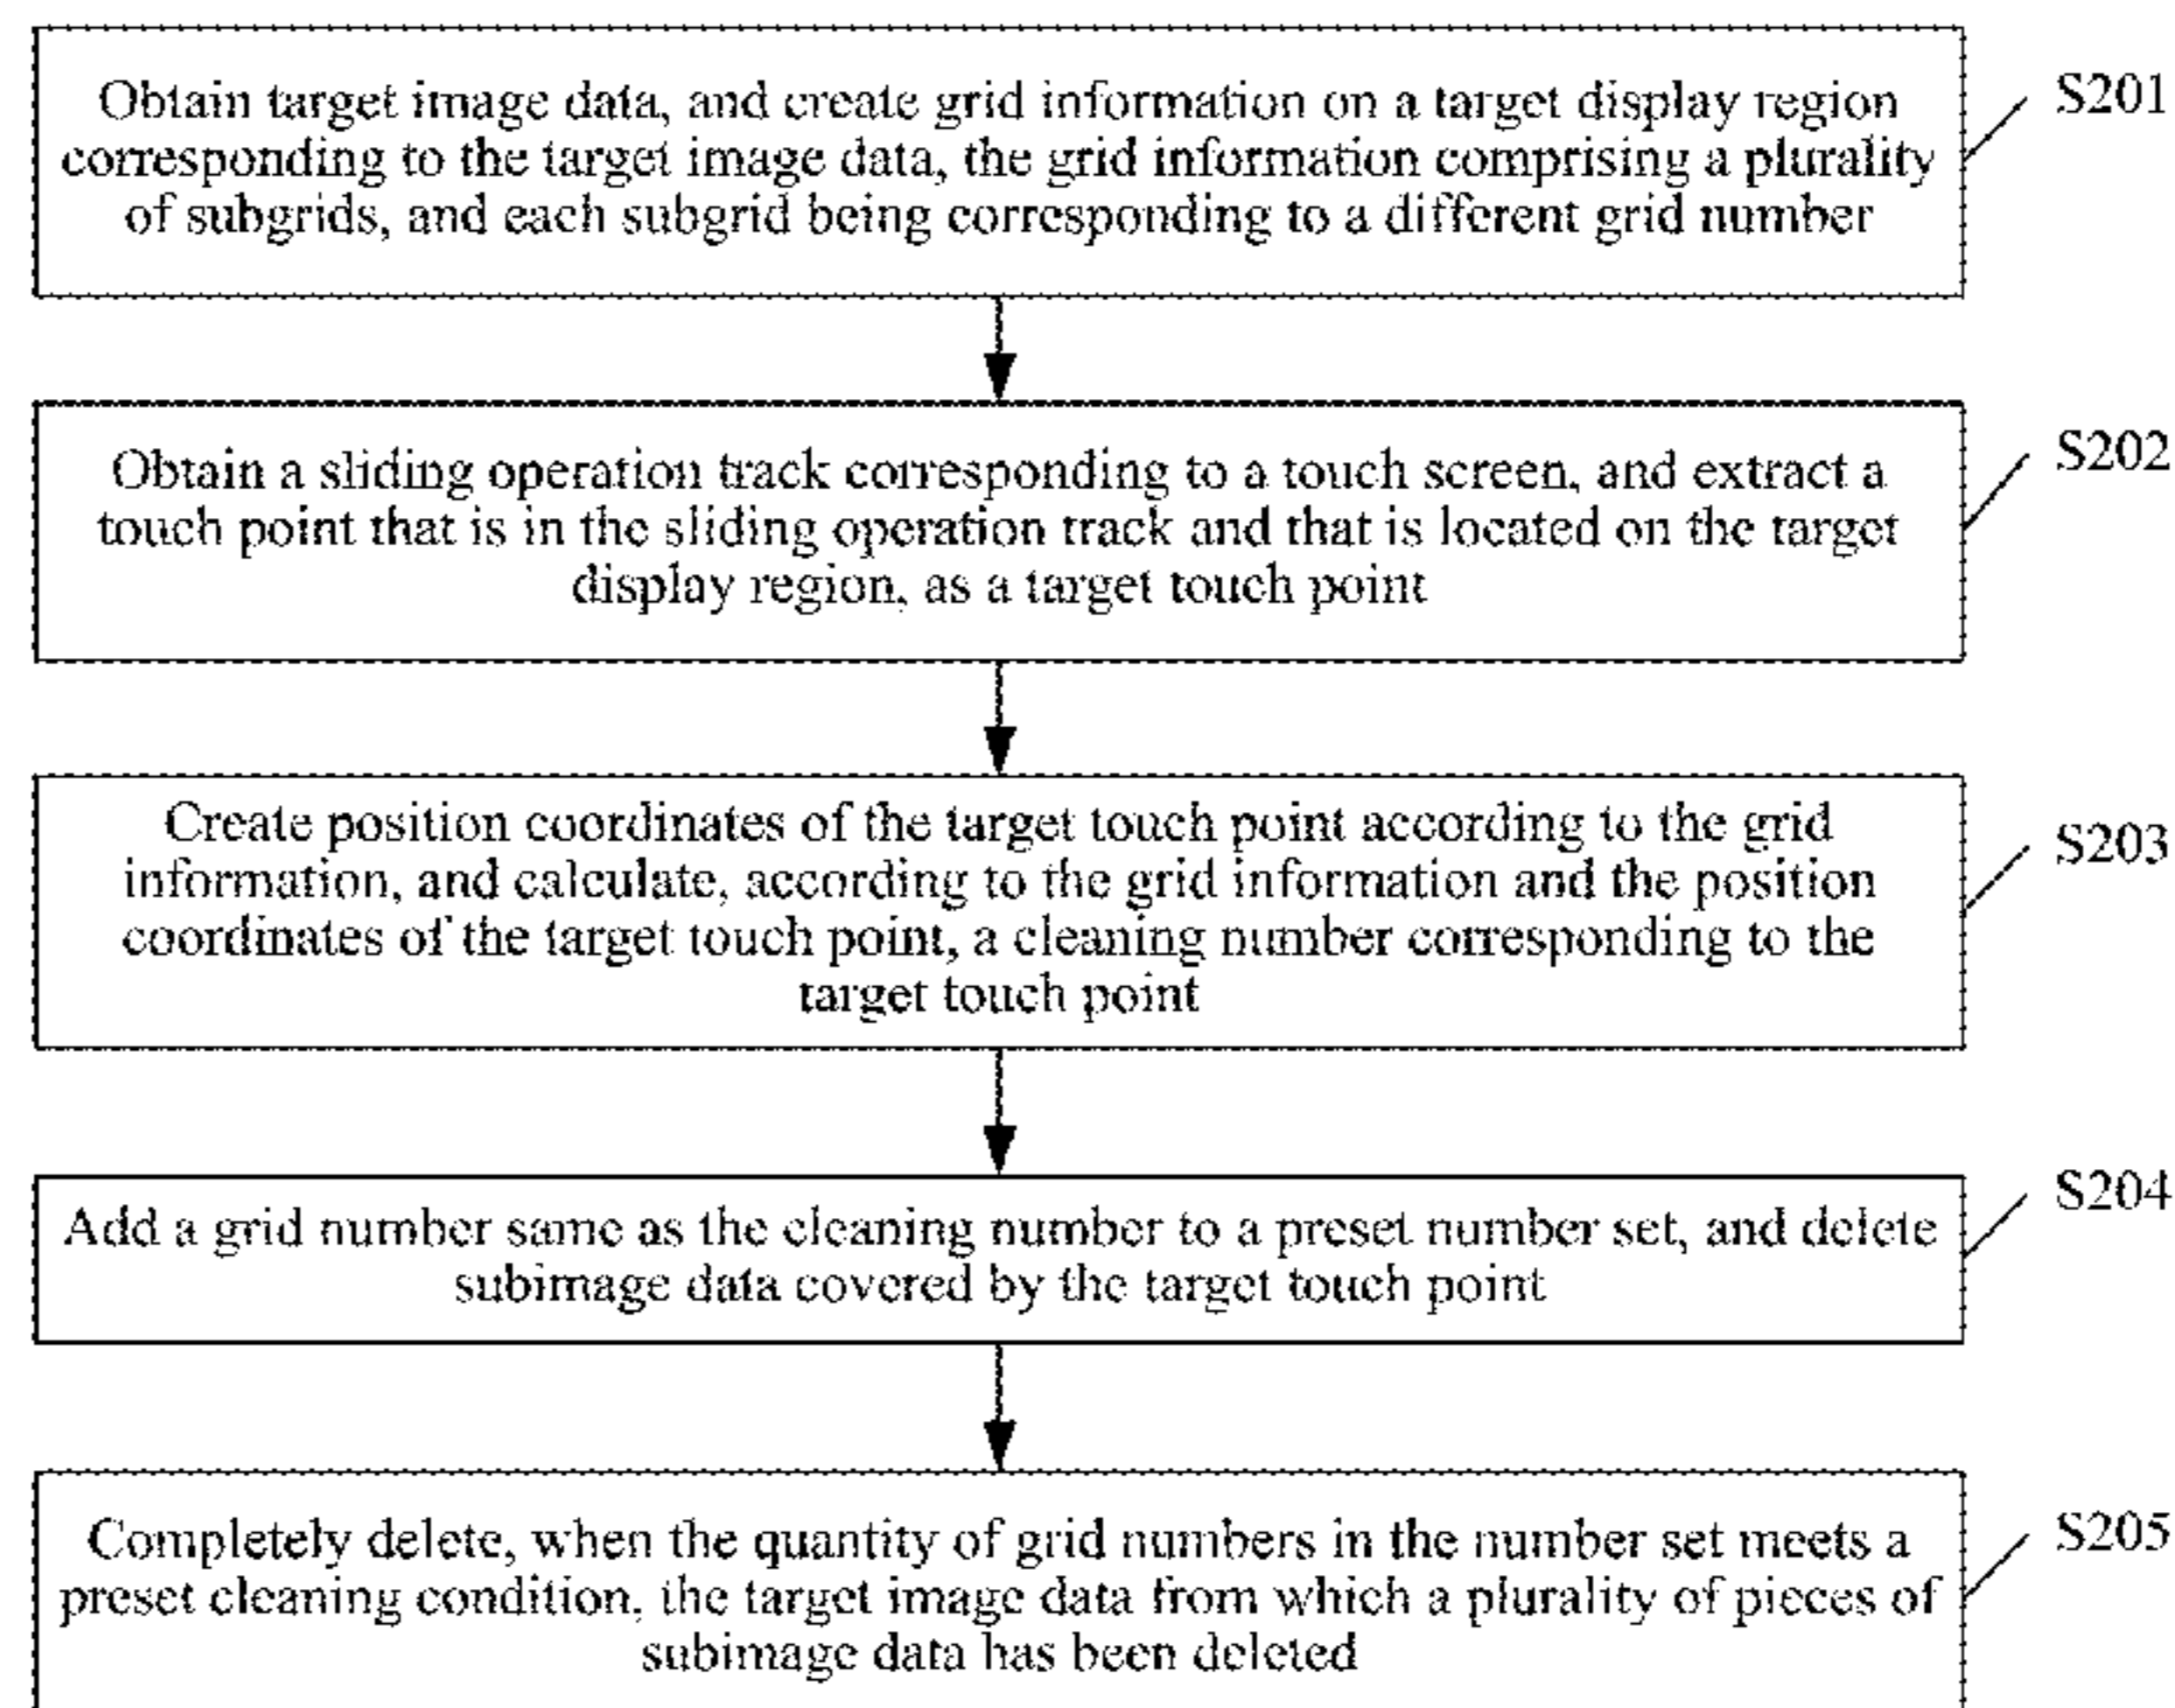 Obtain target image data, and create grid information on a target display region
corresponding to the target image data, the grid information comprising a plurality
of subgrids, and each subgrid being corresponding to a different grid number
S201
Obtain a sliding operation track corresponding to a touch screen, and extract a
touch point that is in the sliding operation track and that is located on the target
display region, as a target touch point
S202
Create position coordinates of the target touch point according to the grid
information, and calculate, according to the grid information and the position
coordinates of the target touch point, a cleaning number corresponding to the
target touch point
S203
Add a grid number same as the cleaning number to a preset number set, and delete
subimage data covered by the target touch point
S204
Completely delete, when the quantity of grid numbers in the number set meets a
preset cleaning condition, the target image data from which a plurality of pieces of
subimage data has been deleted
S205